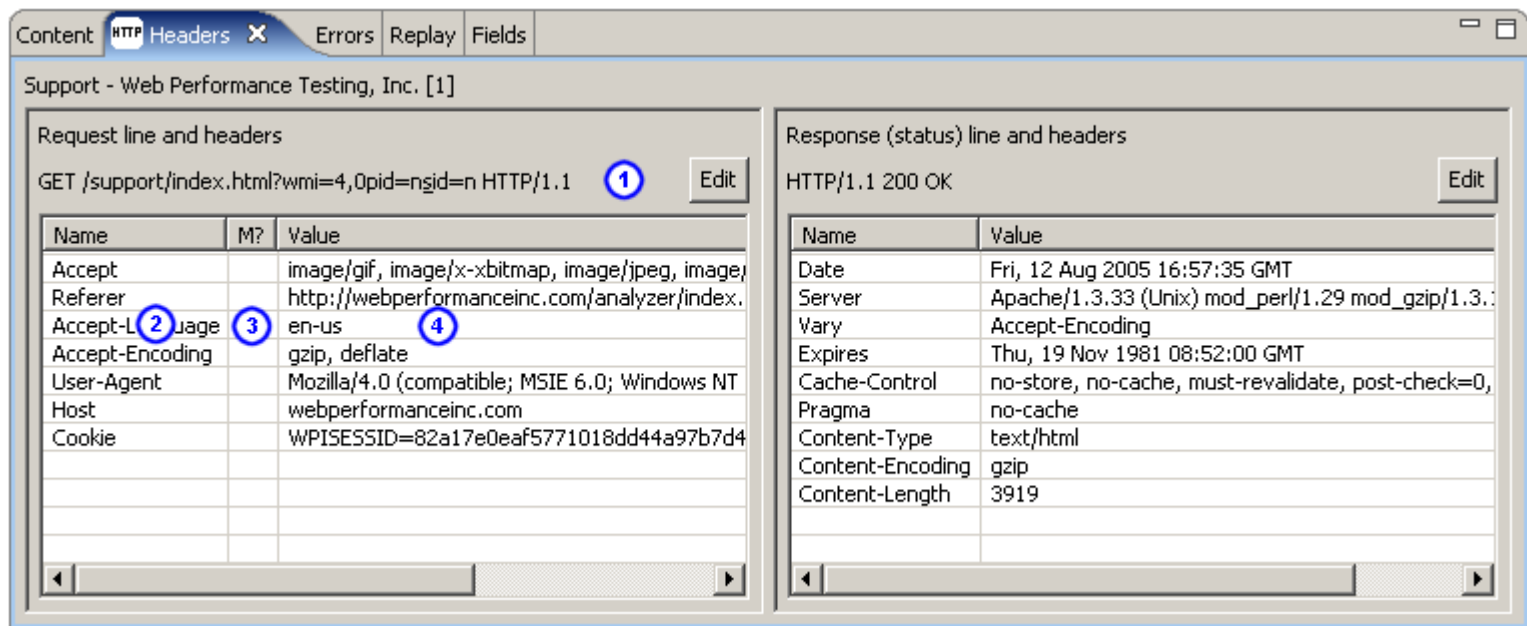 Content HTTP Headers Errors Replay Fields
Support - Web Performance Testing, Inc. [1]
Request line and headers
GET /support/index.html?wmi=4,0pid=nsid=n HTTP/1.1 1 Edit
Name M? Value
Accept image/gif, image/x-xbitmap, image/jpeg, image/
Referer http://webperformanceinc.com/analyzer/index.
Accept-L 2 uage 3 en-us 4
Accept-Encoding gzip, deflate
User-Agent Mozilla/4.0 (compatible; MSIE 6.0; Windows NT
Host webperformanceinc.com
Cookie WPISESSID=82a17e0eaf5771018dd44a97b7d4
Response (status) line and headers
HTTP/1.1 200 OK Edit
Name Value
Date Fri, 12 Aug 2005 16:57:35 GMT
Server Apache/1.3.33 (Unix) mod_perl/1.29 mod_gzip/1.3.
Vary Accept-Encoding
Expires Thu, 19 Nov 1981 08:52:00 GMT
Cache-Control no-store, no-cache, must-revalidate, post-check=0,
Pragma no-cache
Content-Type text/html
Content-Encoding gzip
Content-Length 3919